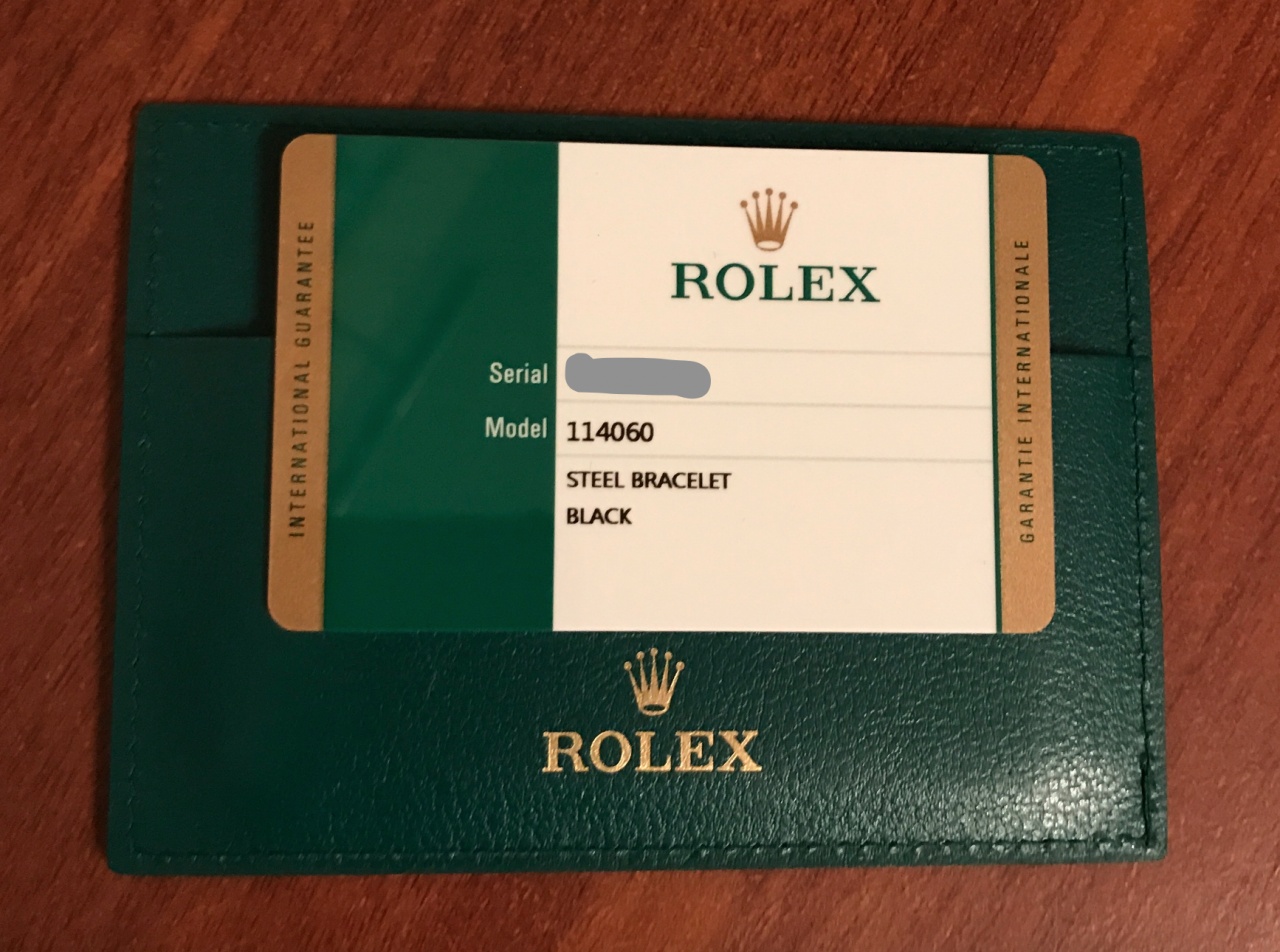 INTERNATIONAL GUARANTEE
ROLEX
Serial
Model 114060
STEEL BRACELET
BLACK
GARANTIE INTERNATIONALE
ROLEX